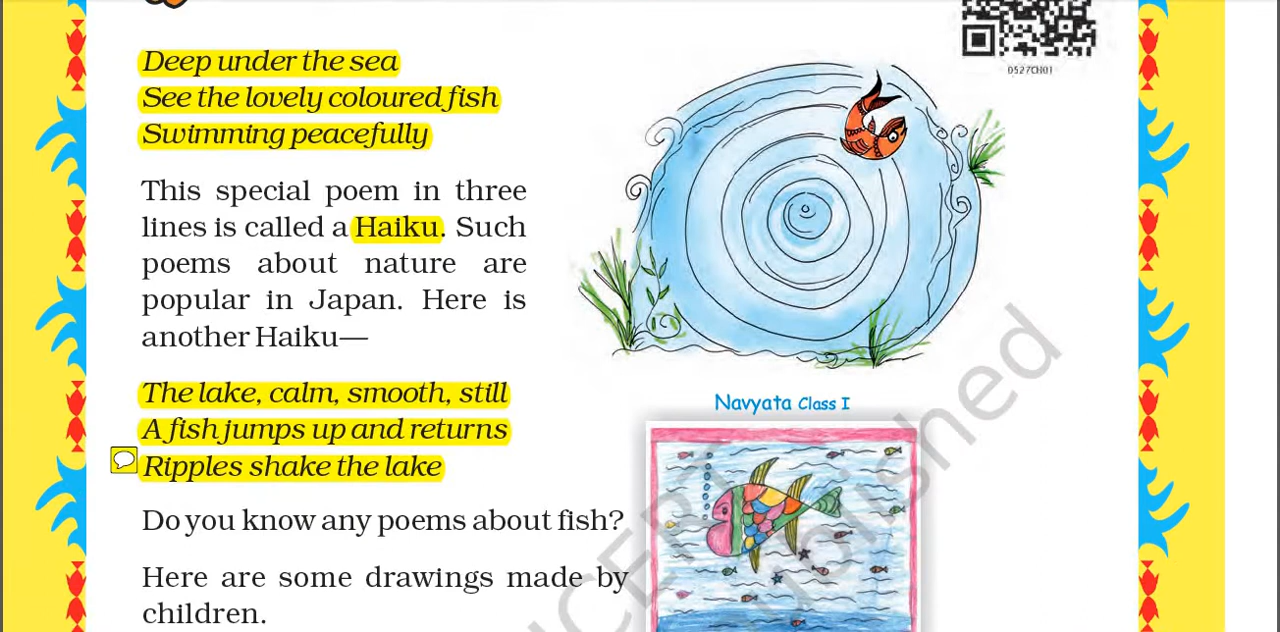 0527CH01
Deep under the sea
See the lovely coloured fish
Swimming peacefully
This special poem in three
lines is called a Haiku. Such
poems about nature are
popular in Japan. Here is
another Haiku—
The lake, calm, smooth, still
A fish jumps up and returns
Ripples shake the lake
Navyata Class I
Do you know any poems about fish?
Here are some drawings made by
children.